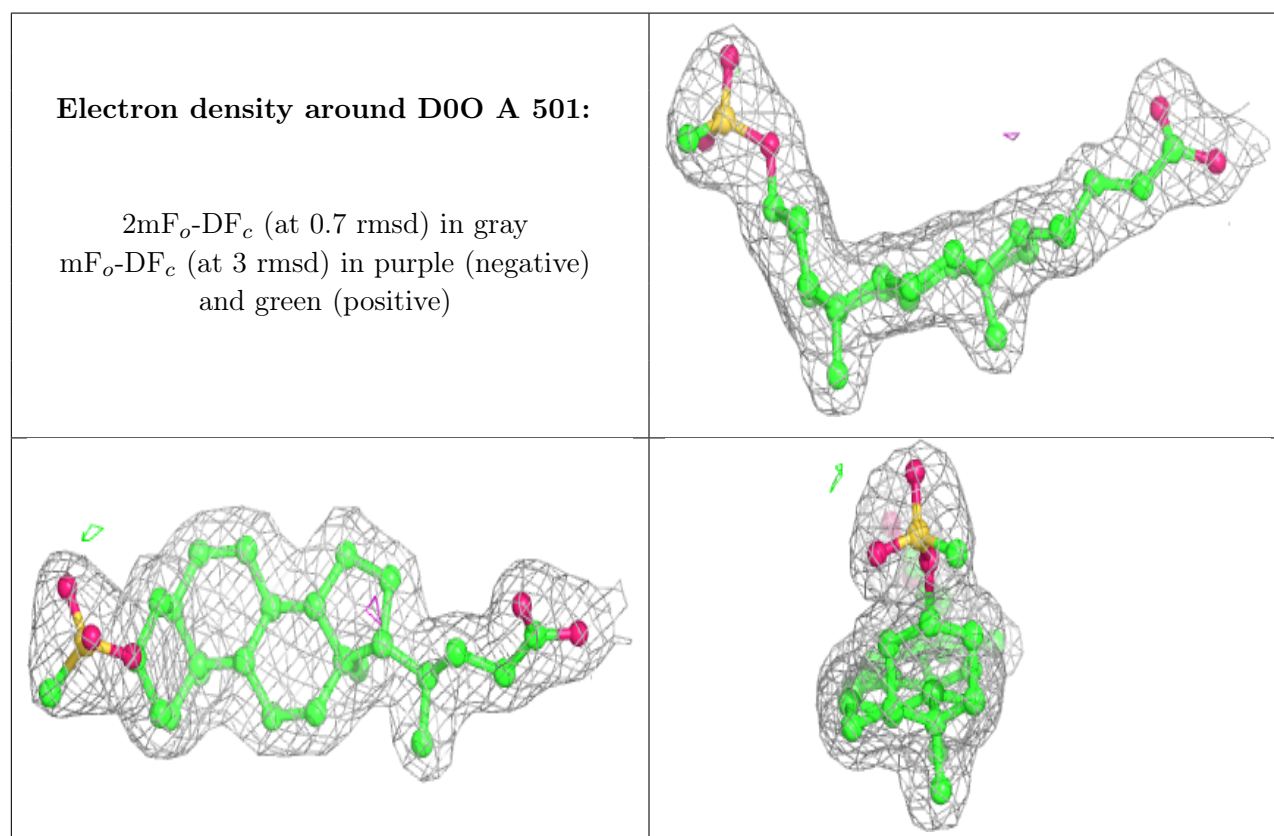 Electron density around D0O A 501:
2mFo-DFc (at 0.7 rmsd) in gray
mFo-DFc (at 3 rmsd) in purple (negative)
and green (positive)